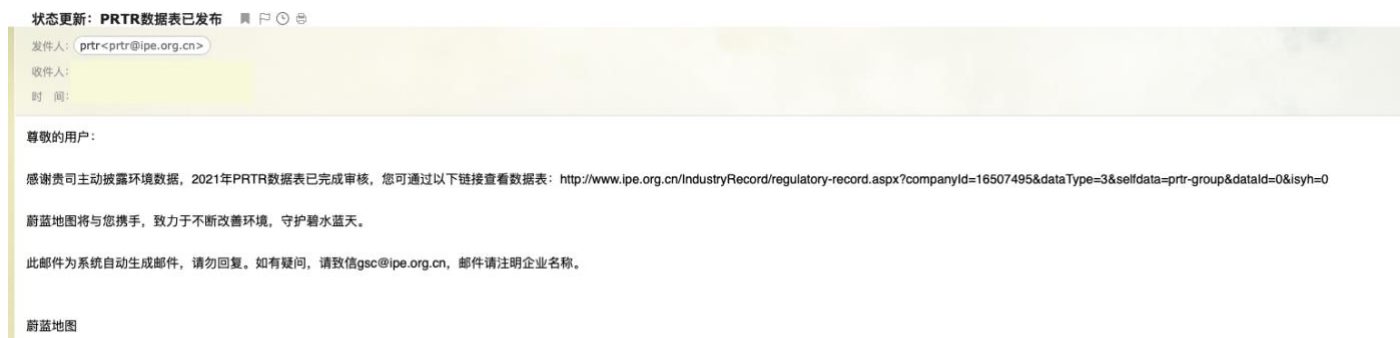 状态更新：PRTR数据表已发布
发件人：prtr<prtr@ipe.org.cn>
收件人：
时 间：
尊敬的用户：
感谢贵司主动披露环境数据，2021年PRTR数据表已完成审核，您可通过以下链接查看数据表：http://www.ipe.org.cn/IndustryRecord/regulatory-record.aspx?companyId=16507495&dataType=3&selfdata=prtr-group&dataId=0&isyh=0
蔚蓝地图将与您携手，致力于不断改善环境，守护碧水蓝天。
此邮件为系统自动生成邮件，请勿回复。如有疑问，请致信gsc@ipe.org.cn，邮件请注明企业名称。
蔚蓝地图